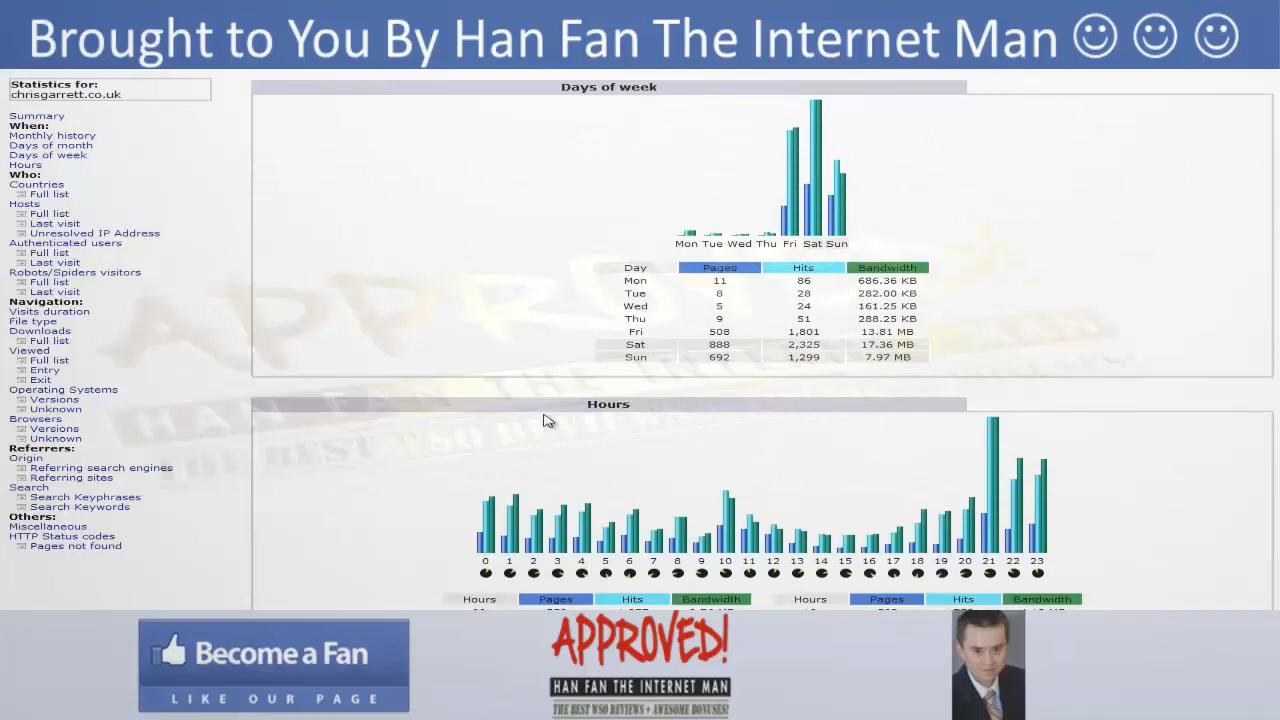 Brought to You By Han Fan The Internet Man
Statistics for:
chrisgarrett.co.uk
Summary
When:
Monthly history
Days of month
Days of week
Hours
Who:
Countries
Full list
Hosts
Full list
Last visit
Unresolved IP Address
Authenticated users
Full list
Last visit
Robots/Spiders visitors
Full list
Last visit
Navigation:
Visits duration
File type
Downloads
Full list
Viewed
Full list
Entry
Exit
Operating Systems
Versions
Unknown
Browsers
Versions
Unknown
Referrers:
Origin
Referring search engines
Referring sites
Search
Search Keyphrases
Search Keywords
Others:
Miscellaneous
HTTP Status codes
Pages not found
Days of week
Mon Tue Wed Thu Fri Sat Sun
Day Pages Hits Bandwidth
Mon 11 86 686.36 KB
Tue 8 28 282.00 KB
Wed 5 24 161.25 KB
Thu 9 51 288.25 KB
Fri 508 1,801 13.81 MB
Sat 888 2,325 17.36 MB
Sun 692 1,299 7.97 MB
Hours
0 1 2 3 4 5 6 7 8 9 10 11 12 13 14 15 16 17 18 19 20 21 22 23
Hours Pages Hits Bandwidth Hours Pages Hits Bandwidth
Become a Fan
LIKE OUR PAGE
APPROVED!
HAN FAN THE INTERNET MAN
THE BEST WSO REVIEWS + AWESOME BONUSES!